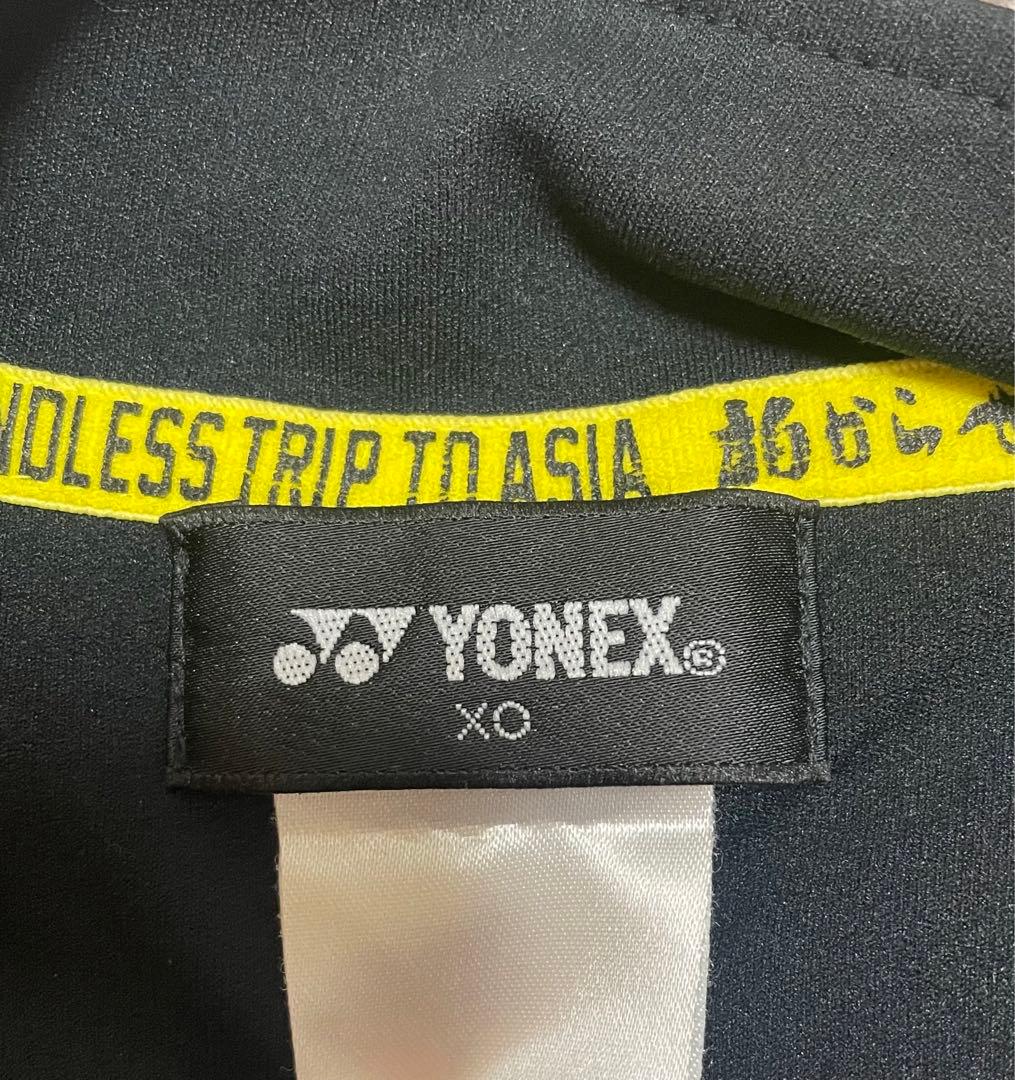 NDLESS TRIP TO ASIA
YONEX®
XO